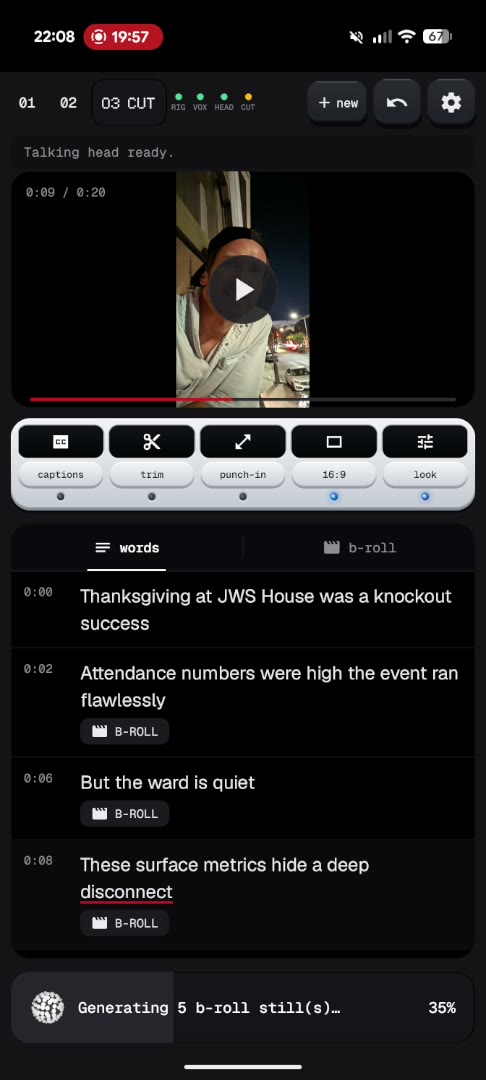 22:08
19:57
67
01 02 03 CUT
RIG VOX HEAD CUT
+ new
Talking head ready.
0:09 / 0:20
CC
captions trim punch-in 16:9 look
words
b-roll
0:00
Thanksgiving at JWS House was a knockout
success
0:02
Attendance numbers were high the event ran
flawlessly
B-ROLL
0:06
But the ward is quiet
B-ROLL
0:08
These surface metrics hide a deep
disconnect
B-ROLL
Generating 5 b-roll still(s)…
35%